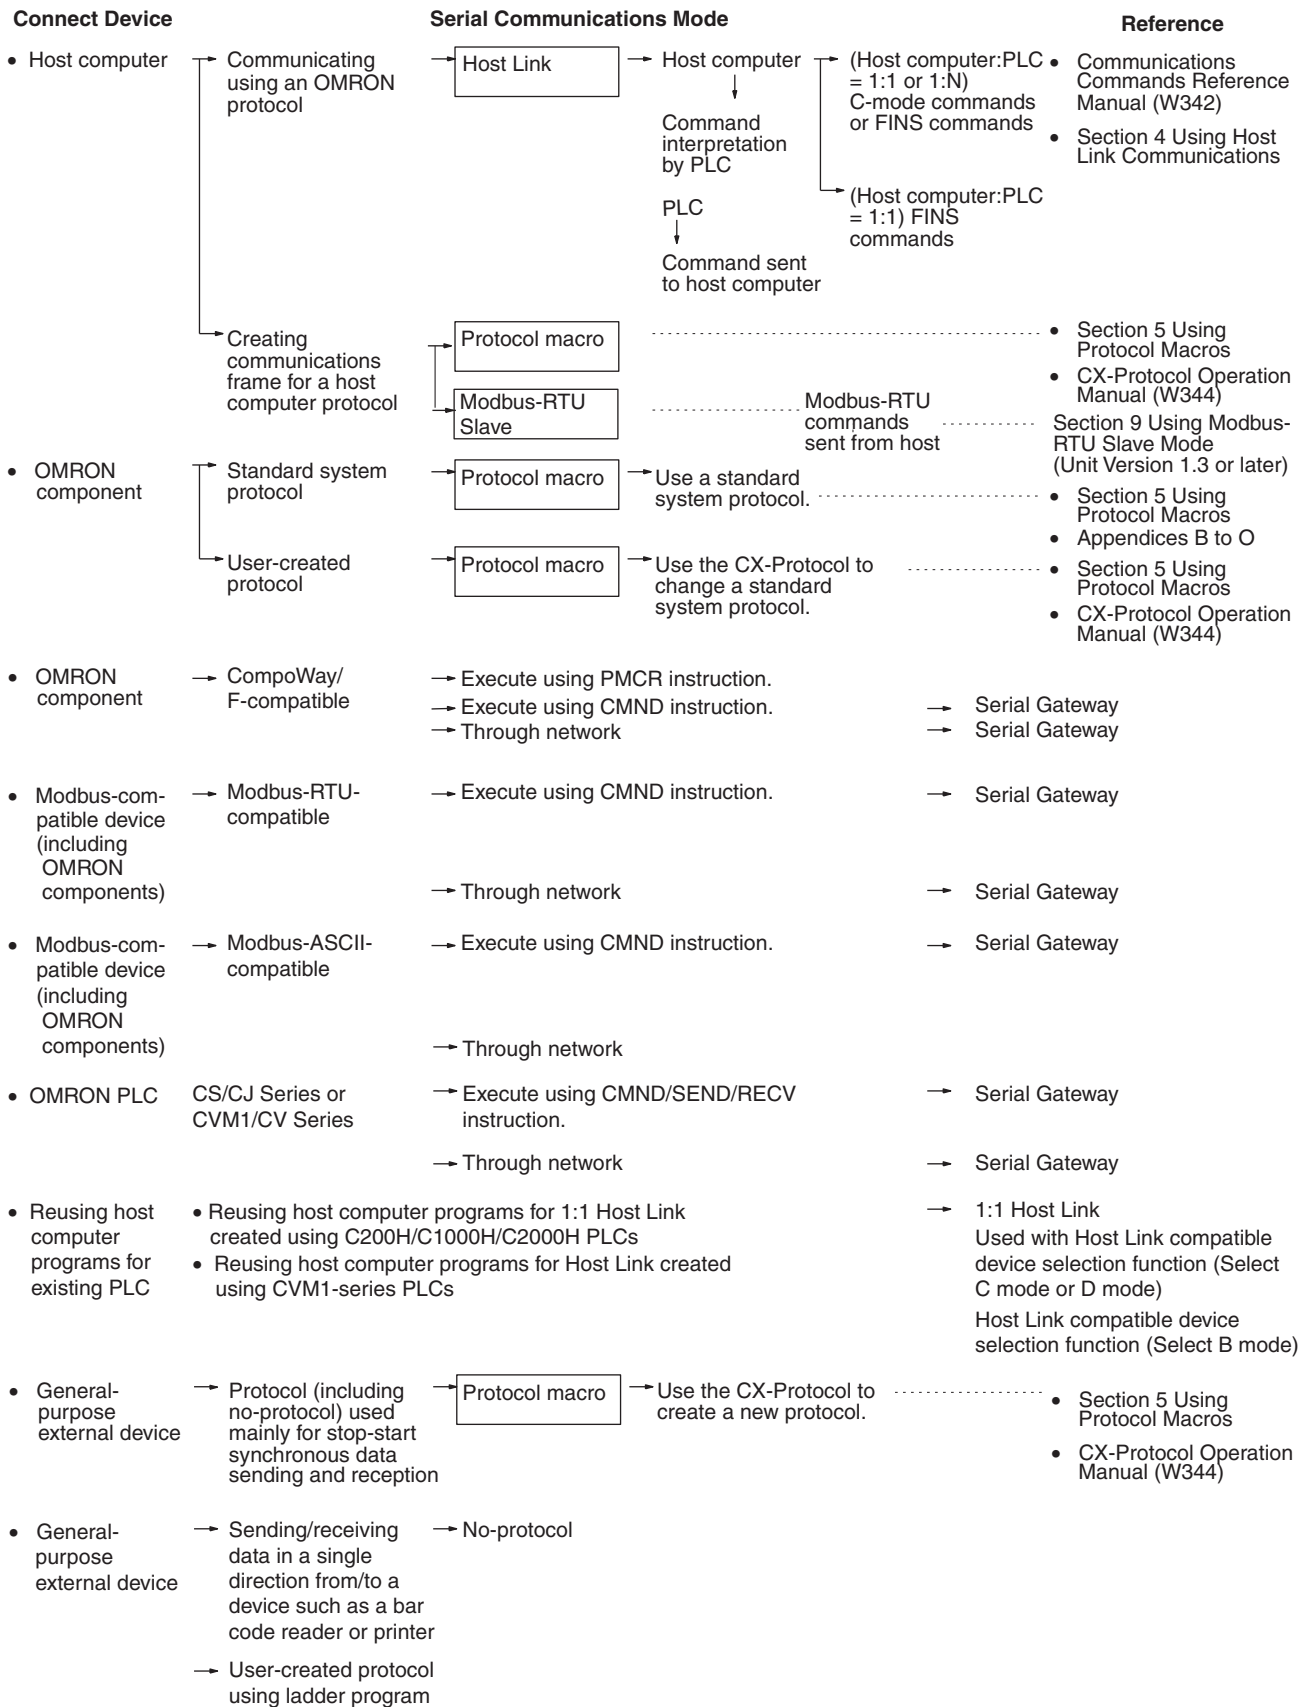 Connect Device
Serial Communications Mode
Reference
• Host computer
Communicating
using an OMRON
protocol
Host Link
Host computer
Command
interpretation
by PLC
PLC
Command sent
to host computer
(Host computer:PLC
= 1:1 or 1:N)
C-mode commands
or FINS commands
(Host computer:PLC
= 1:1) FINS
commands
• Communications
Commands Reference
Manual (W342)
• Section 4 Using Host
Link Communications
Creating
communications
frame for a host
computer protocol
Protocol macro
• Section 5 Using
Protocol Macros
• CX-Protocol Operation
Manual (W344)
Modbus-RTU
Slave
Modbus-RTU
commands
sent from host
Section 9 Using Modbus-
RTU Slave Mode
(Unit Version 1.3 or later)
• OMRON
component
Standard system
protocol
Protocol macro
Use a standard
system protocol.
• Section 5 Using
Protocol Macros
• Appendices B to O
User-created
protocol
Protocol macro
Use the CX-Protocol to
change a standard
system protocol.
• Section 5 Using
Protocol Macros
• CX-Protocol Operation
Manual (W344)
• OMRON
component
CompoWay/
F-compatible
Execute using PMCR instruction.
Execute using CMND instruction.
Serial Gateway
Through network
Serial Gateway
• Modbus-com-
patible device
(including
OMRON
components)
Modbus-RTU-
compatible
Execute using CMND instruction.
Serial Gateway
Through network
Serial Gateway
• Modbus-com-
patible device
(including
OMRON
components)
Modbus-ASCII-
compatible
Execute using CMND instruction.
Serial Gateway
Through network
• OMRON PLC
CS/CJ Series or
CVM1/CV Series
Execute using CMND/SEND/RECV
instruction.
Serial Gateway
Through network
Serial Gateway
• Reusing host
computer
programs for
existing PLC
• Reusing host computer programs for 1:1 Host Link
created using C200H/C1000H/C2000H PLCs
• Reusing host computer programs for Host Link created
using CVM1-series PLCs
1:1 Host Link
Used with Host Link compatible
device selection function (Select
C mode or D mode)
Host Link compatible device
selection function (Select B mode)
• General-
purpose
external device
Protocol (including
no-protocol) used
mainly for stop-start
synchronous data
sending and reception
Protocol macro
Use the CX-Protocol to
create a new protocol.
• Section 5 Using
Protocol Macros
• CX-Protocol Operation
Manual (W344)
• General-
purpose
external device
Sending/receiving
data in a single
direction from/to a
device such as a bar
code reader or printer
No-protocol
User-created protocol
using ladder program